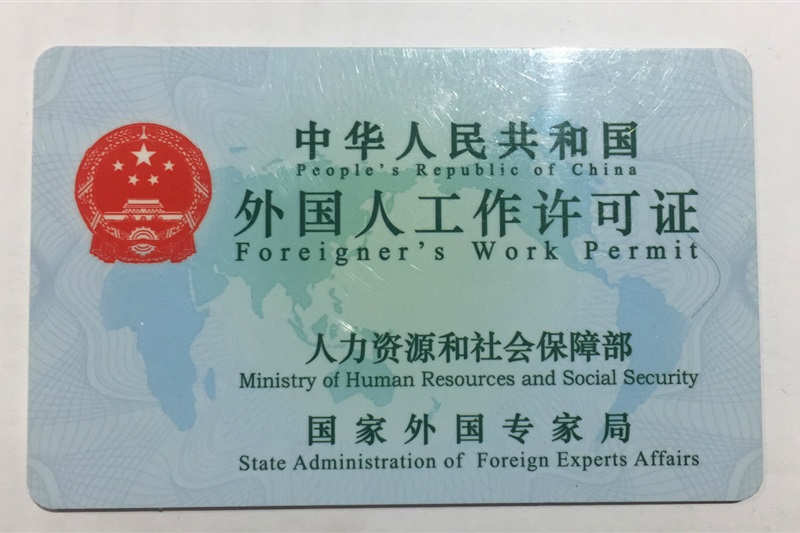 中华人民共和国
People's Republic of China
外国人工作许可证
Foreigner's Work Permit
人力资源和社会保障部
Ministry of Human Resources and Social Security
国家外国专家局
State Administration of Foreign Experts Affairs